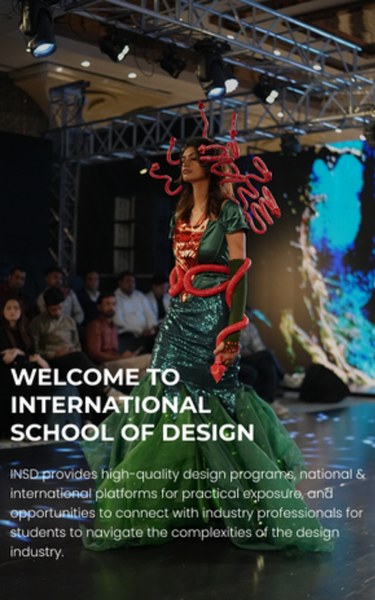 WELCOME TO
INTERNATIONAL
SCHOOL OF DESIGN
INSD provides high-quality design programs, national &
international platforms for practical exposure, and
opportunities to connect with industry professionals for
students to navigate the complexities of the design
industry.